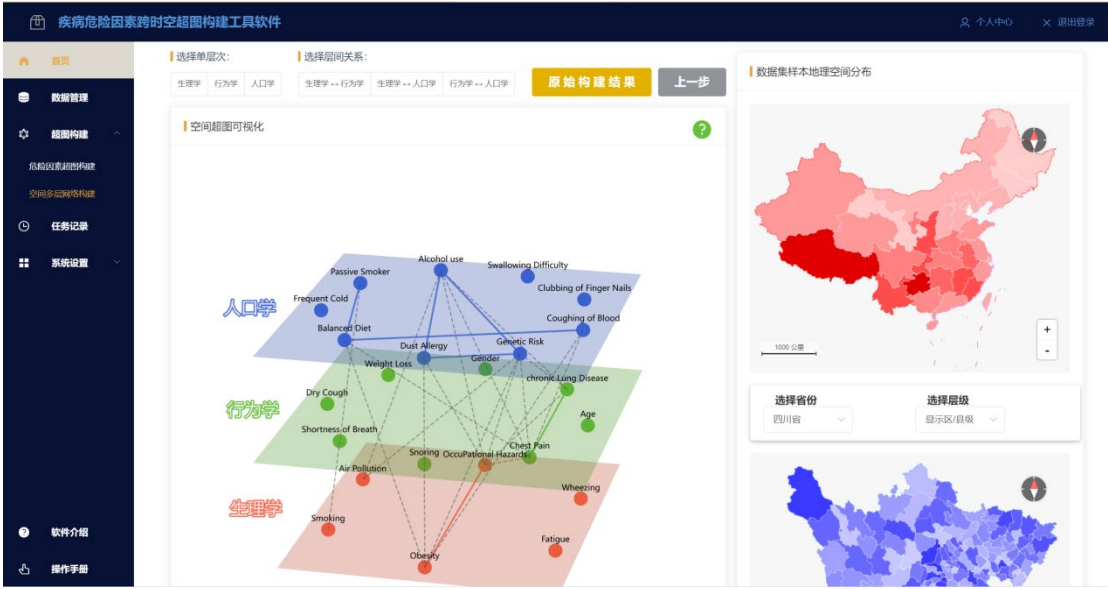 疾病危险因素跨时空超图构建工具软件
个人中心
退出登录
首页
数据管理
超图构建
危险因素超图构建
空间多层网络构建
任务记录
系统设置
软件介绍
操作手册
选择单层次:
生理学 行为学 人口学
选择层间关系:
生理学↔行为学 生理学↔人口学 行为学↔人口学
原始构建结果
上一步
空间超图可视化
?
Alcohol use
Passive Smoker
Swallowing Difficulty
Clubbing of Finger Nails
Frequent Cold
人口学
Coughing of Blood
Balanced Diet
Dust Allergy
Genetic Risk
Weight Loss
Gender
chronic Lung Disease
Dry Cough
行为学
Age
Shortness of Breath
Chest Pain
Snoring
OccuPational Hazards
Air Pollution
Wheezing
生理学
Smoking
Fatigue
Obesity
数据集样本地理空间分布
1000 公里
+
-
选择省份
四川省
选择层级
显示区/县级